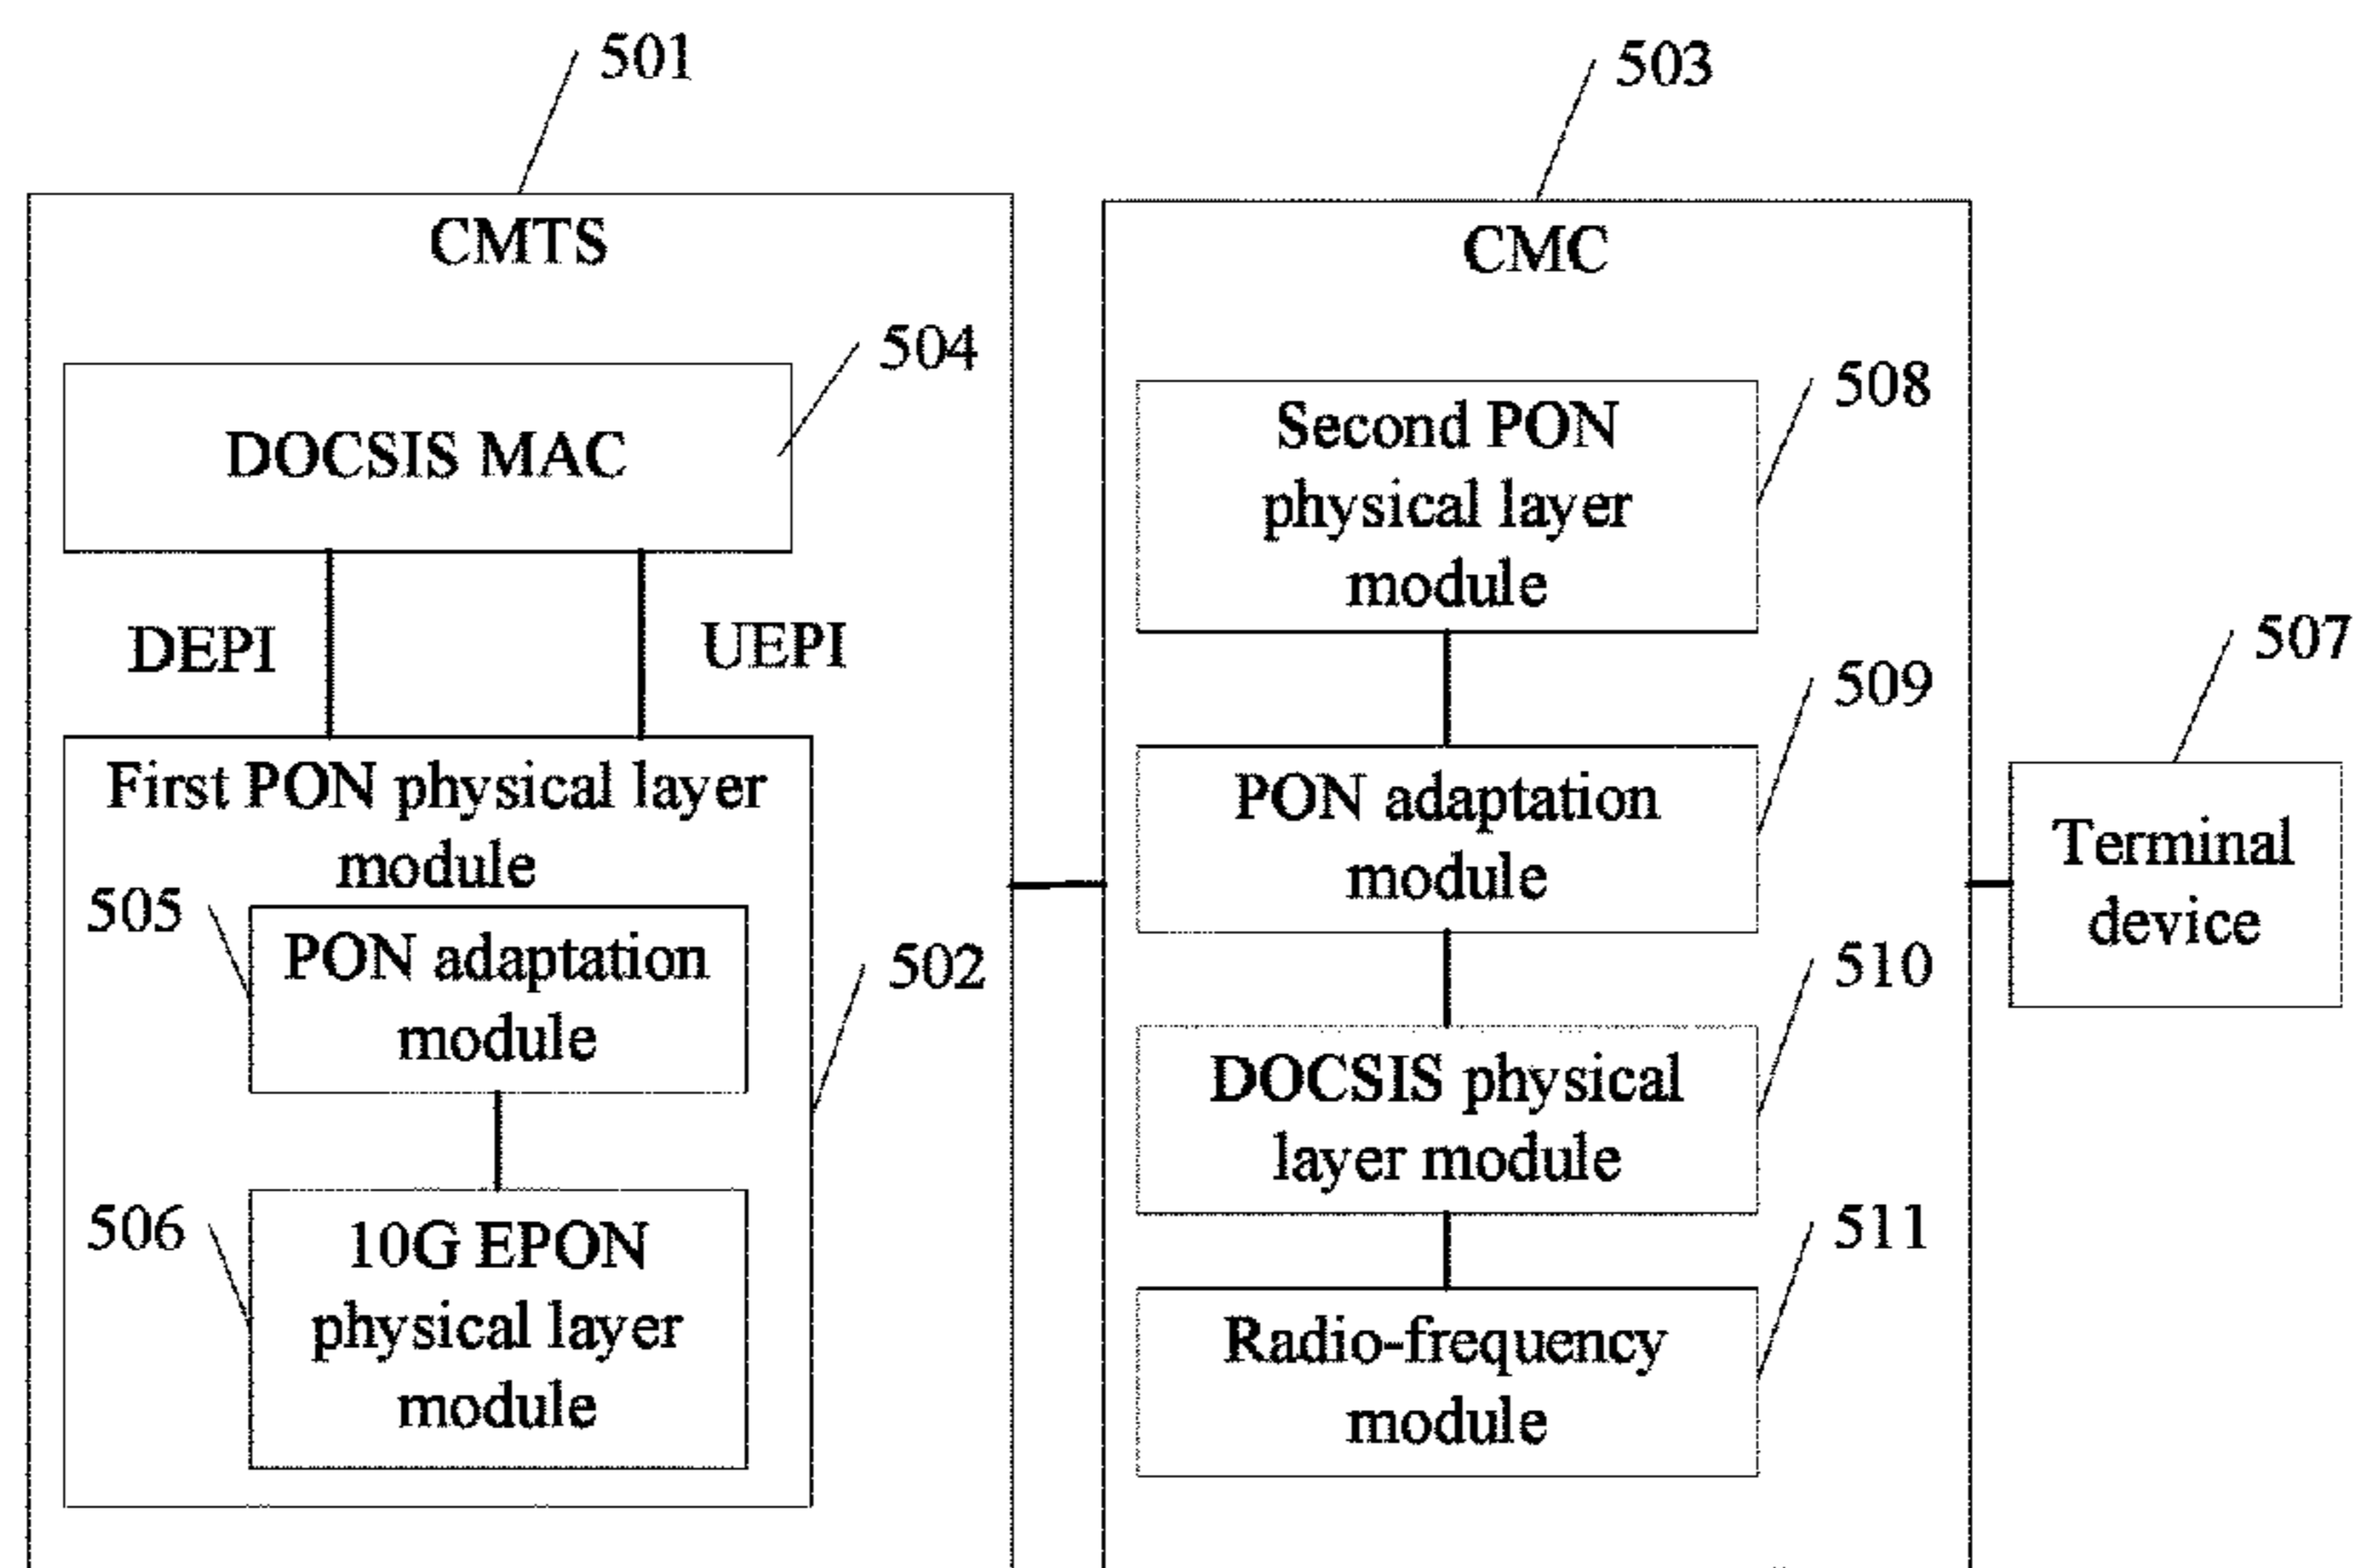 501
503
CMTS
CMC
504
DOCSIS MAC
DEPI
UEPI
First PON physical layer
module
505
PON adaptation
module
502
506
10G EPON
physical layer
module
508
Second PON
physical layer
module
509
PON adaptation
module
510
DOCSIS physical
layer module
511
Radio-frequency
module
507
Terminal
device